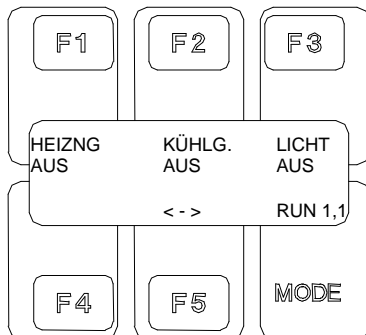 F1 F2 F3
HEIZNG KÜHLG. LICHT
AUS AUS AUS
< - > RUN 1,1
F4 F5 MODE